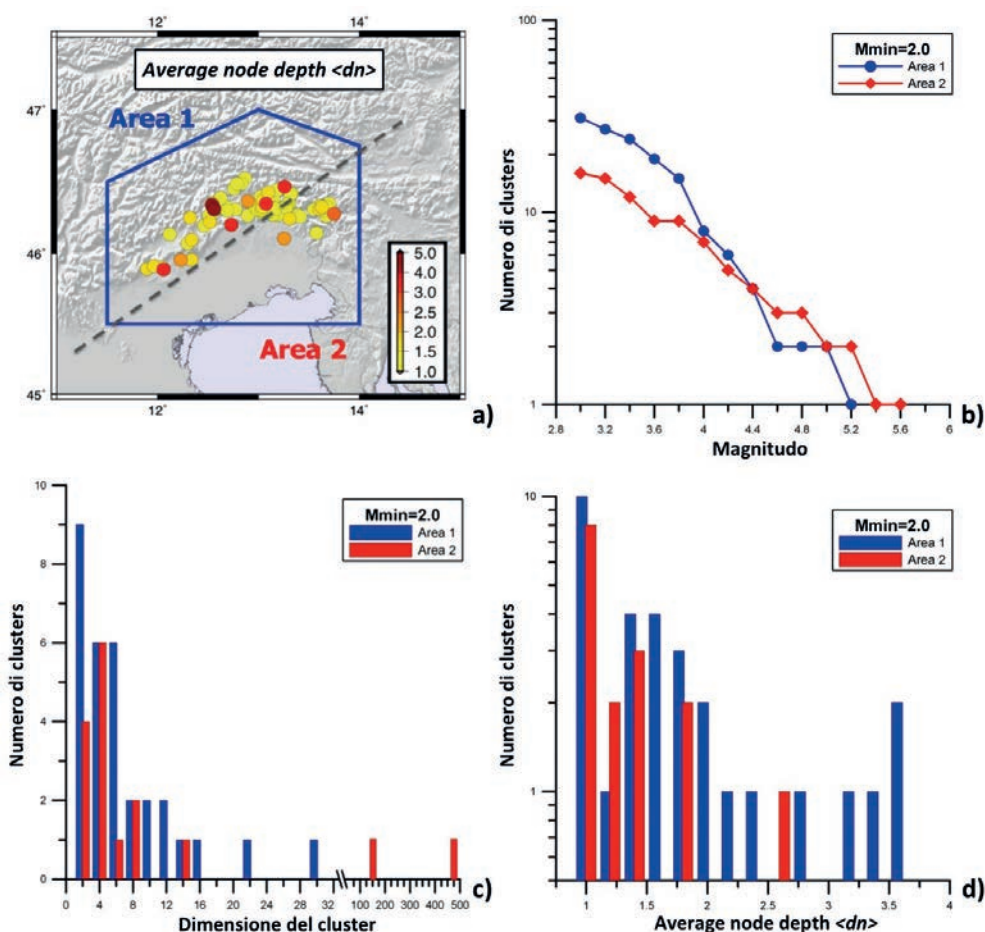 12˚
14˚
Average node depth <dn>
47˚
Area 1
46˚
5.0
4.0
3.0
2.0
1.5
1.0
Area 2
45˚
12˚
14˚
a)
100
Mmin=2.0
Area 1
Area 2
Numero di clusters
10
1
2.8
3.2
3.6
4
4.4
4.8
5.2
5.6
6
Magnitudo
b)
10
Mmin=2.0
Area 1
Area 2
8
Numero di clusters
6
4
2
0
0
4
8
12
16
20
24
28
32
100
200
300
400
500
Dimensione del cluster
c)
10
Mmin=2.0
Area 1
Area 2
Numero di clusters
1
1
1.5
2
2.5
3
3.5
4
Average node depth <dn>
d)